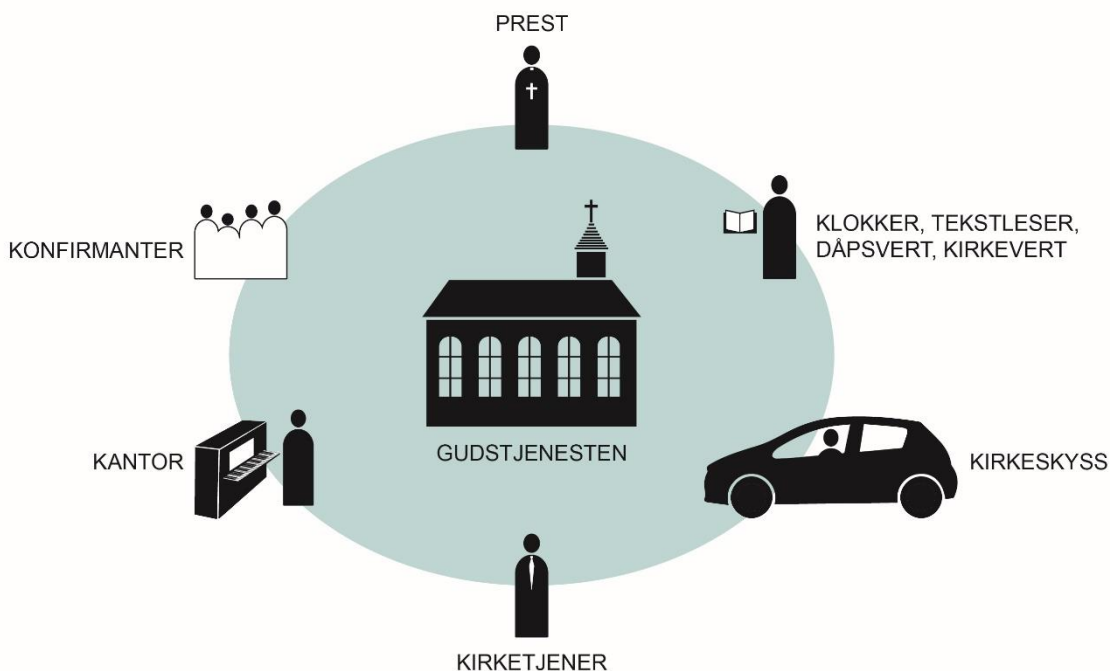 PREST
KONFIRMANTER
KLOKKER, TEKSTLESER,
DÅPSVERT, KIRKEVERT
GUDSTJENESTEN
KANTOR
KIRKESKYSS
KIRKETJENER